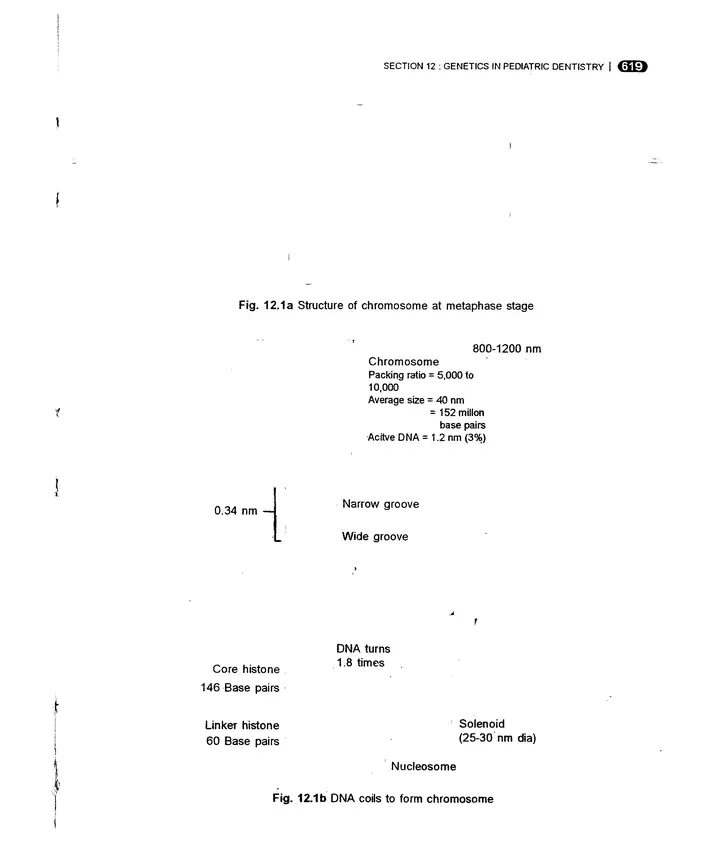 SECTION 12 : GENETICS IN PEDIATRIC DENTISTRY | 619
Fig. 12.1a Structure of chromosome at metaphase stage
800-1200 nm
Chromosome
Packing ratio = 5,000 to
10,000
Average size = 40 nm
= 152 millon
base pairs
Acitve DNA = 1.2 nm (3%)
0.34 nm
Narrow groove
Wide groove
DNA turns
1.8 times
Core histone
146 Base pairs
Linker histone
60 Base pairs
Solenoid
(25-30 nm dia)
Nucleosome
Fig. 12.1b DNA coils to form chromosome